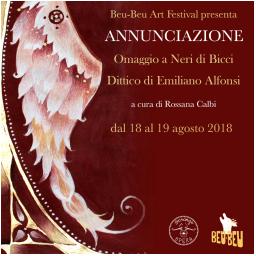 Beu-Beu Art Festival presenta
ANNUNCIAZIONE
Omaggio a Neri di Bicci
Dittico di Emiliano Alfonsi
a cura di Rossana Calbi
dal 18 al 19 agosto 2018
BEU-BEU